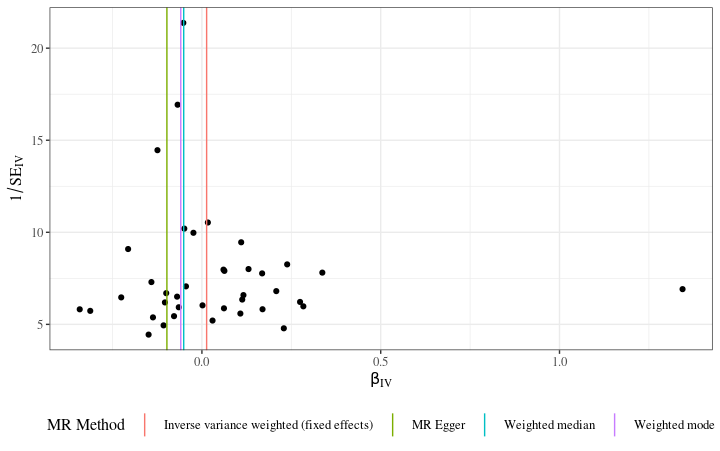 20
15
10
5
1/SE_IV
0.0 0.5 1.0
β_IV
MR Method Inverse variance weighted (fixed effects) MR Egger Weighted median Weighted mode